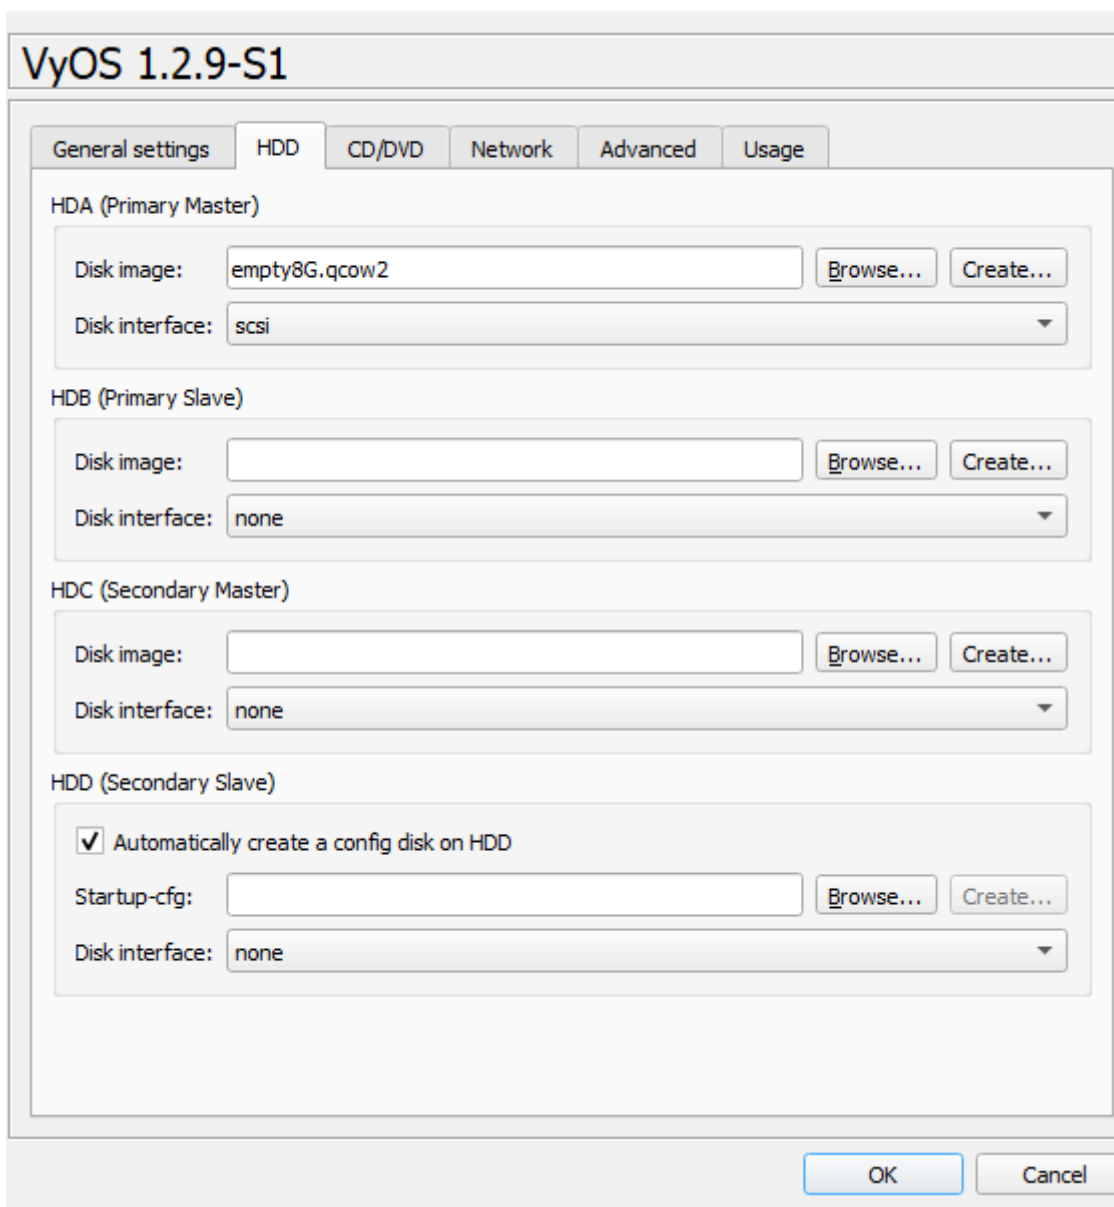 VyOS 1.2.9-S1
General settings HDD CD/DVD Network Advanced Usage
HDA (Primary Master)
Disk image: empty8G.qcow2 Browse... Create...
Disk interface: scsi
HDB (Primary Slave)
Disk image: Browse... Create...
Disk interface: none
HDC (Secondary Master)
Disk image: Browse... Create...
Disk interface: none
HDD (Secondary Slave)
Automatically create a config disk on HDD
Startup-cfg: Browse... Create...
Disk interface: none
OK Cancel